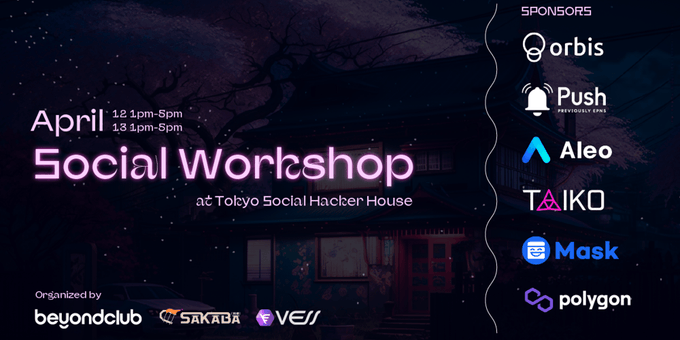 April
12 1pm-5pm
13 1pm-5pm
Social Workshop
at Tokyo Social Hacker House
Organized by
beyondclub
SAKABA
VESS
SPONSORS
orbis
Push
PREVIOUSLY EPNS
Aleo
TAIKO
Mask
polygon